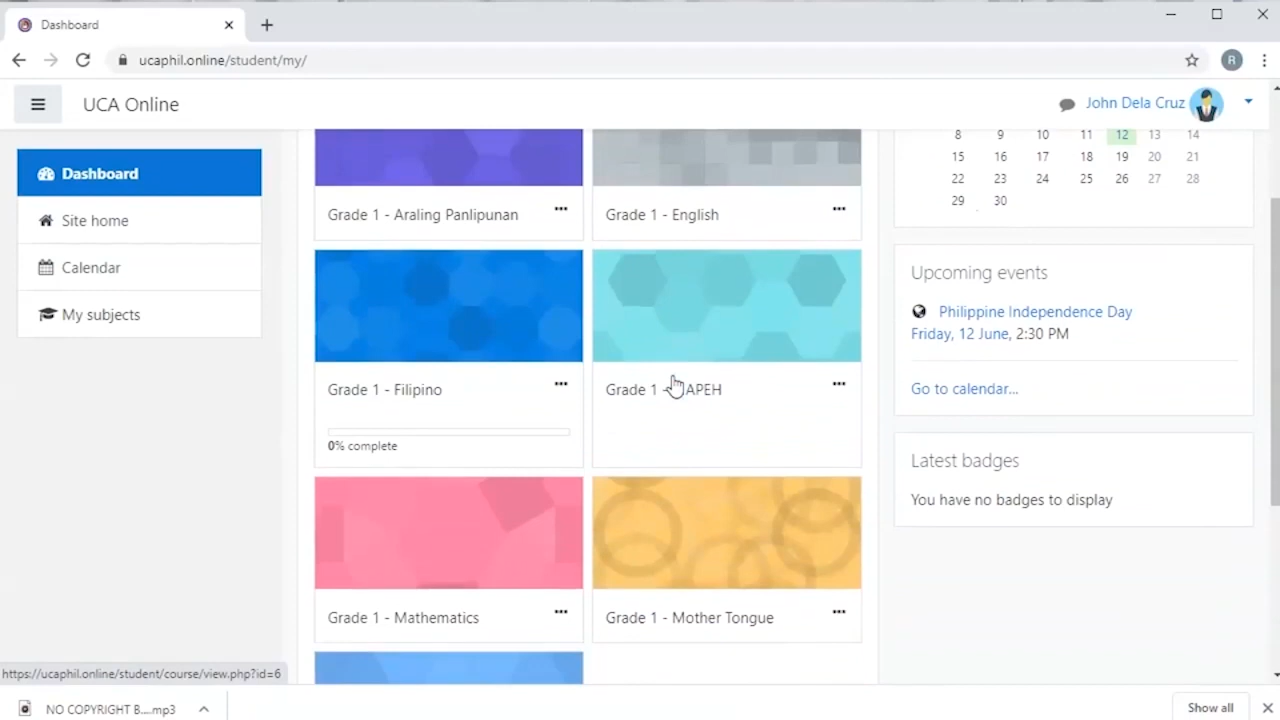 Dashboard
ucaphil.online/student/my/
R
UCA Online
John Dela Cruz
Dashboard
Site home
Calendar
My subjects
Grade 1 - Araling Panlipunan
Grade 1 - English
Grade 1 - Filipino
0% complete
Grade 1 - APEH
Grade 1 - Mathematics
Grade 1 - Mother Tongue
8 9 10 11 12 13 14
15 16 17 18 19 20 21
22 23 24 25 26 27 28
29 30
Upcoming events
Philippine Independence Day
Friday, 12 June, 2:30 PM
Go to calendar...
Latest badges
You have no badges to display
https://ucaphil.online/student/course/view.php?id=6
NO COPYRIGHT B....mp3
Show all